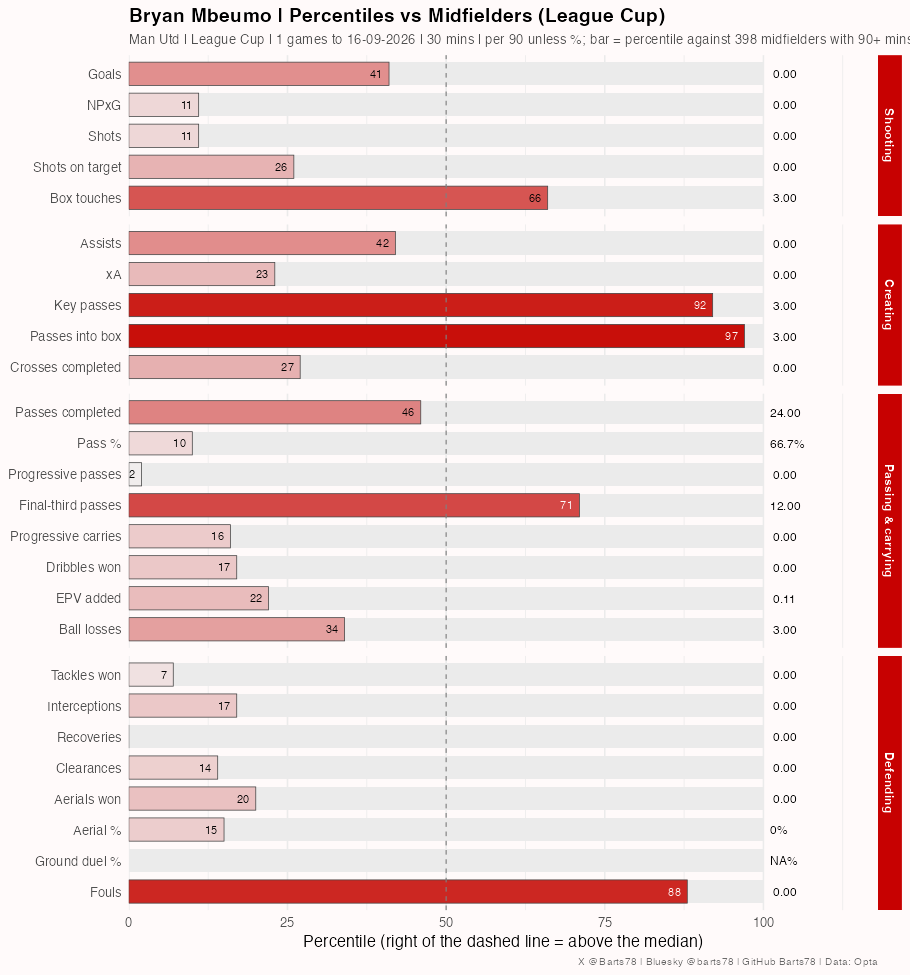 Bryan Mbeumo | Percentiles vs Midfielders (League Cup)
Man Utd | League Cup | 1 games to 16-09-2026 | 30 mins | per 90 unless %; bar = percentile against 398 midfielders with 90+ mins
Goals 41 0.00
NPxG 11 0.00
Shots 11 0.00
Shots on target 26 0.00
Box touches 66 3.00
Shooting
Assists 42 0.00
xA 23 0.00
Key passes 92 3.00
Passes into box 97 3.00
Crosses completed 27 0.00
Creating
Passes completed 46 24.00
Pass % 10 66.7%
Progressive passes 2 0.00
Final-third passes 71 12.00
Progressive carries 16 0.00
Dribbles won 17 0.00
EPV added 22 0.11
Ball losses 34 3.00
Passing & carrying
Tackles won 7 0.00
Interceptions 17 0.00
Recoveries 0.00
Clearances 14 0.00
Aerials won 20 0.00
Aerial % 15 0%
Ground duel % NA%
Fouls 88 0.00
Defending
0 25 50 75 100
Percentile (right of the dashed line = above the median)
X @Barts78 | Bluesky @barts78 | GitHub Barts78 | Data: Opta